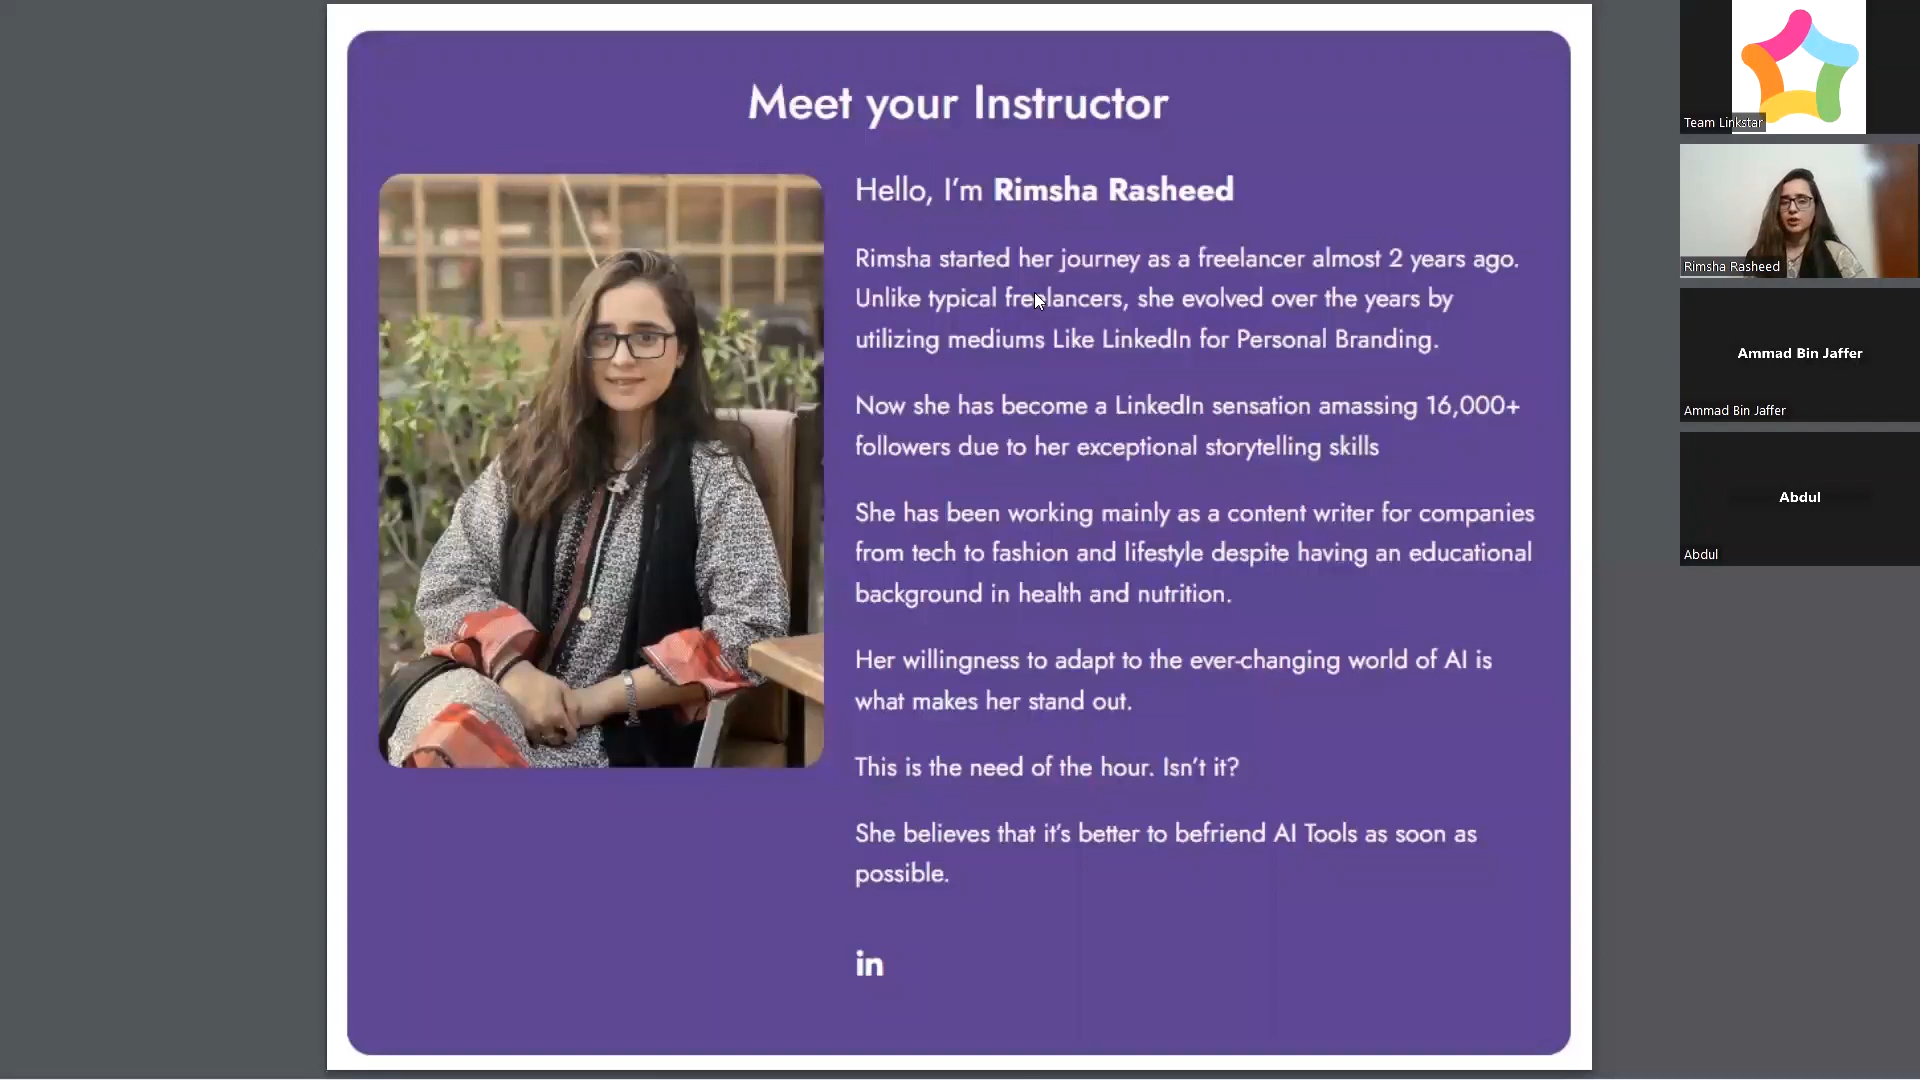 Meet your Instructor
Hello, I'm Rimsha Rasheed
Rimsha started her journey as a freelancer almost 2 years ago.
Unlike typical freelancers, she evolved over the years by
utilizing mediums Like LinkedIn for Personal Branding.
Now she has become a LinkedIn sensation amassing 16,000+
followers due to her exceptional storytelling skills
She has been working mainly as a content writer for companies
from tech to fashion and lifestyle despite having an educational
background in health and nutrition.
Her willingness to adapt to the ever-changing world of AI is
what makes her stand out.
This is the need of the hour. Isn't it?
She believes that it's better to befriend AI Tools as soon as
possible.
in
Team Linkstar
Rimsha Rasheed
Ammad Bin Jaffer
Ammad Bin Jaffer
Abdul
Abdul